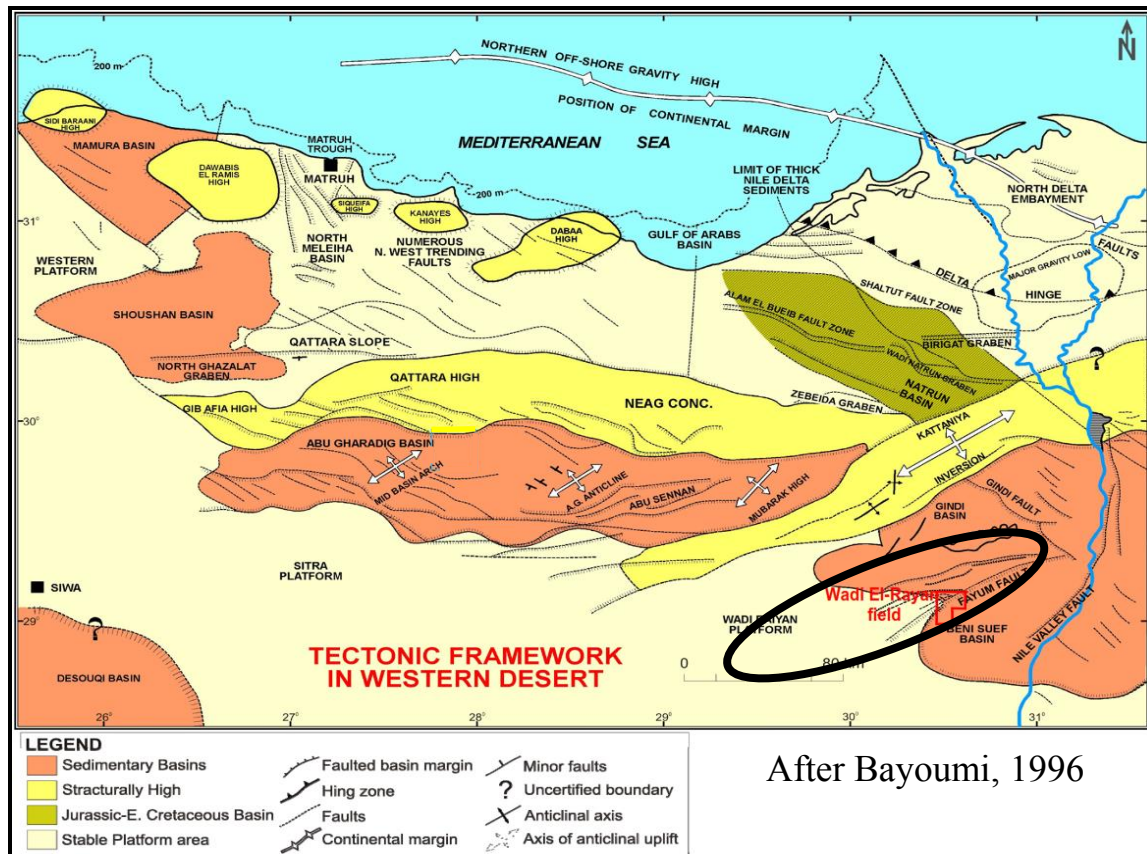 N
200 m
NORTHERN OFF-SHORE GRAVITY HIGH
POSITION OF CONTINENTAL MARGIN
SIDI BARAANI
HIGH
MAMURA BASIN
MATRUH
TROUGH
MATRUH
MEDITERRANEAN SEA
DAWABIS
EL RAMIS
HIGH
LIMIT OF THICK
NILE DELTA
SEDIMENTS
NORTH DELTA
EMBAYMENT
200 m
SIQUEIFA
HIGH
KANAYES
HIGH
31°
DABAA
HIGH
GULF OF ARABS
BASIN
NORTH
MELEIHA
BASIN
NUMEROUS
N. WEST TRENDING
FAULTS
WESTERN
PLATFORM
DELTA
HINGE
FAULTS
MAJOR GRAVITY LOW
SHALTUT FAULT ZONE
ALAM EL BUEIB FAULT ZONE
SHOUSHAN BASIN
BIRIGAT GRABEN
QATTARA SLOPE
WADI NATRUN GRABEN
NORTH GHAZALAT
GRABEN
QATTARA HIGH
NATRUN
BASIN
?
ZEBEIDA GRABEN
GIB AFIA HIGH
NEAG CONC.
30°
KATTANIYA
INVERSION
ABU GHARADIG BASIN
MID BASIN ARCH
A.G. ANTICLINE
ABU SENNAN
MUBARAK HIGH
GINDI FAULT
GINDI
BASIN
SITRA
PLATFORM
SIWA
FAYUM FAULT
Wadi El-Rayan
field
29°
WADI RAIYAN
PLATFORM
BENI SUEF
BASIN
NILE VALLEY FAULT
?
TECTONIC FRAMEWORK
IN WESTERN DESERT
0 80 km
DESOUQI BASIN
26° 27° 28° 29° 30° 31°
LEGEND
Sedimentary Basins
Stracturally High
Jurassic-E. Cretaceous Basin
Stable Platform area
Faulted basin margin
Hing zone
Faults
Continental margin
Minor faults
? Uncertified boundary
Anticlinal axis
Axis of anticlinal uplift
After Bayoumi, 1996